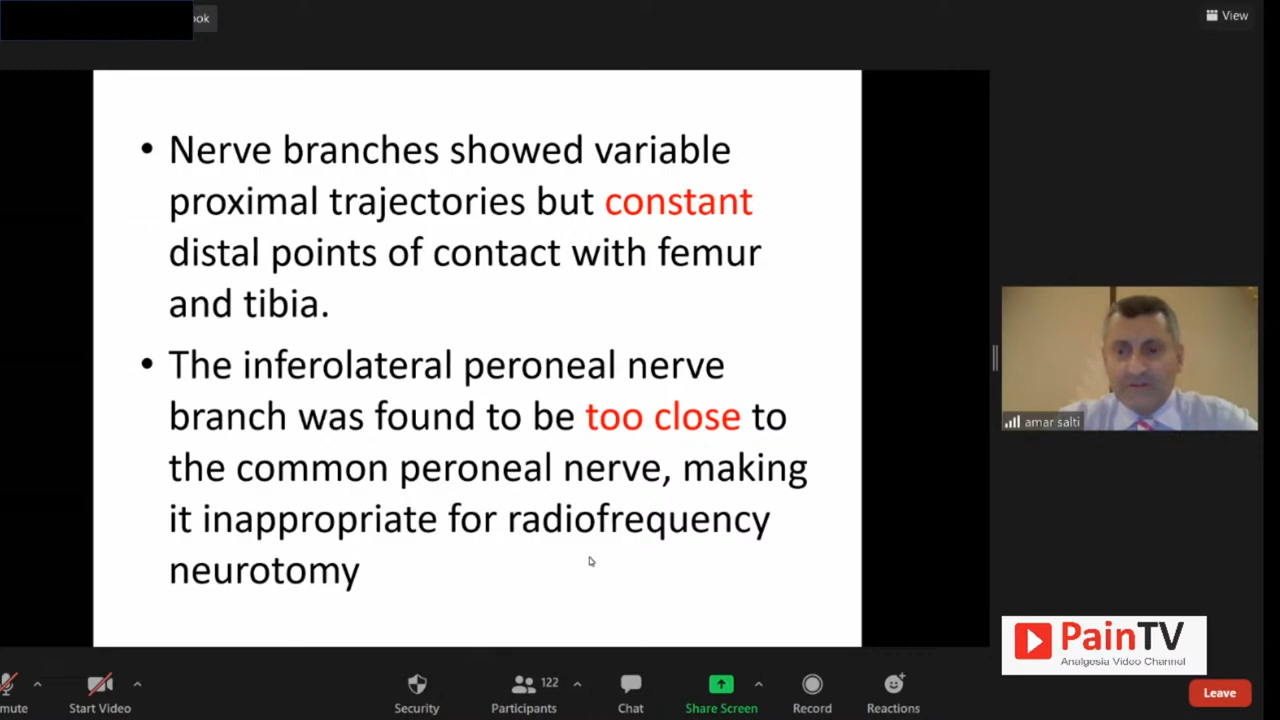 ook
View
• Nerve branches showed variable
proximal trajectories but constant
distal points of contact with femur
and tibia.
• The inferolateral peroneal nerve
branch was found to be too close to
the common peroneal nerve, making
it inappropriate for radiofrequency
neurotomy
amar salti
PainTV
Analgesia Video Channel
mute
Start Video
Security
122
Participants
Chat
Share Screen
Record
Reactions
Leave